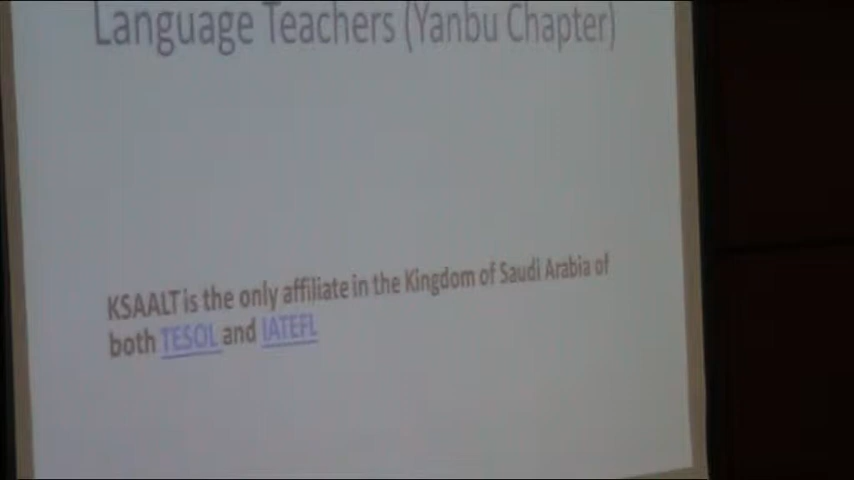 Language Teachers (Yanbu Chapter)
KSAALT is the only affiliate in the Kingdom of Saudi Arabia of
both TESOL and IATEFL